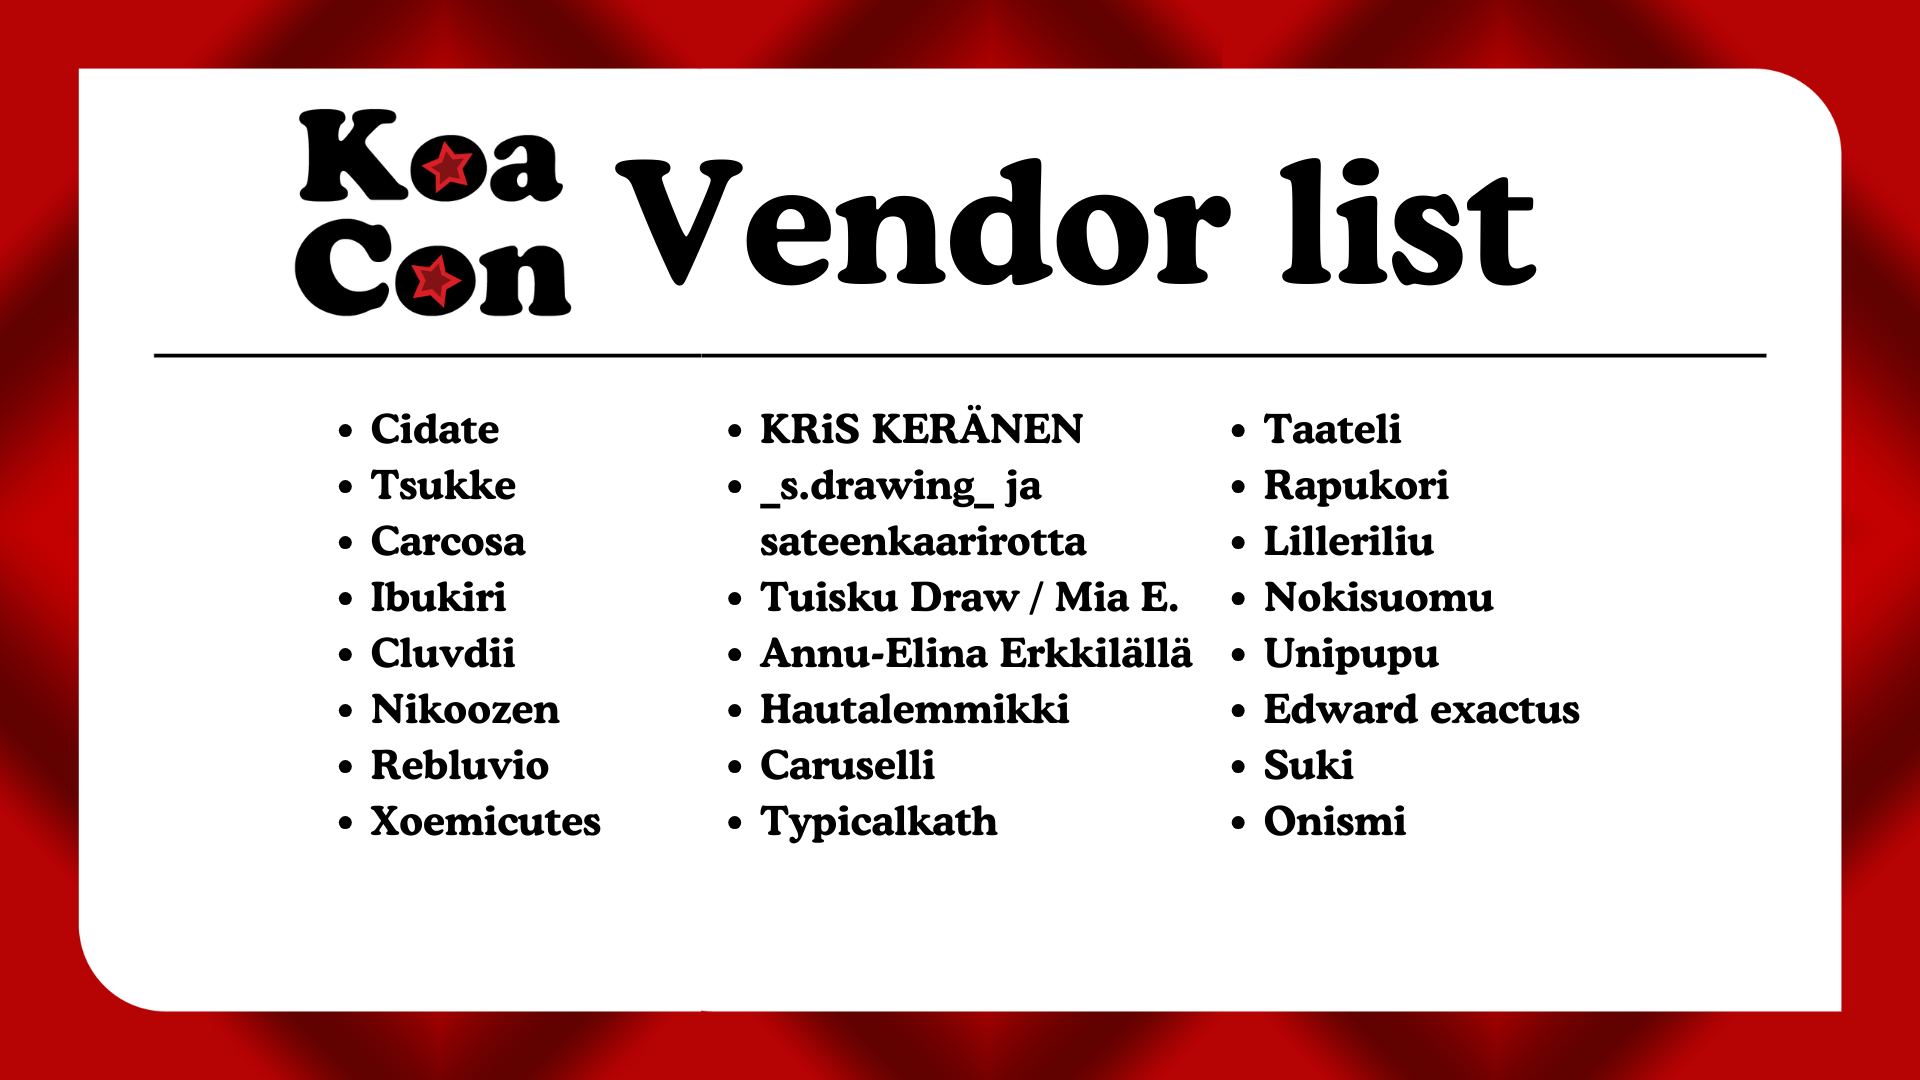 Koa
Con
Vendor list
• Cidate
• Tsukke
• Carcosa
• Ibukiri
• Cluvdii
• Nikoozen
• Rebluvio
• Xoemicutes
• KRiS KERÄNEN
• _s.drawing_ ja
sateenkaarirotta
• Tuisku Draw / Mia E.
• Annu-Elina Erkkilällä
• Hautalemmikki
• Caruselli
• Typicalkath
• Taateli
• Rapukori
• Lilleriliu
• Nokisuomu
• Unipupu
• Edward exactus
• Suki
• Onismi